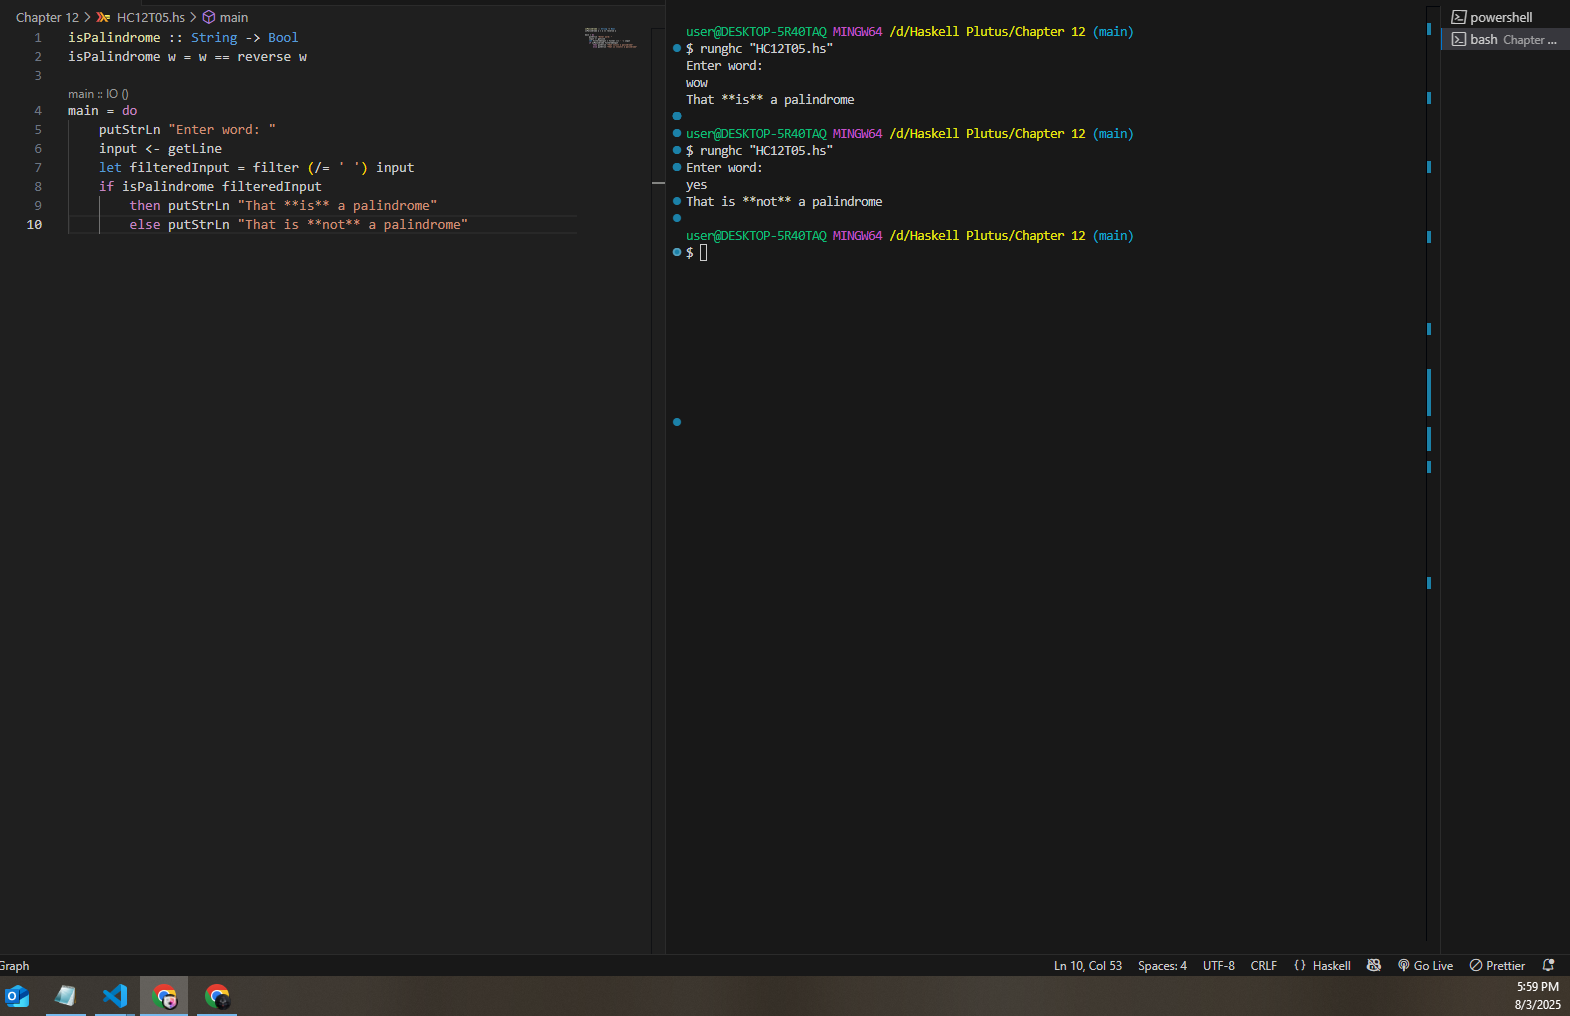 Chapter 12 > HC12T05.hs > main
1 isPalindrome :: String -> Bool
2 isPalindrome w = w == reverse w
3
main :: IO ()
4 main = do
5     putStrLn "Enter word: "
6     input <- getLine
7     let filteredInput = filter (/= ' ') input
8     if isPalindrome filteredInput
9         then putStrLn "That **is** a palindrome"
10         else putStrLn "That is **not** a palindrome"
user@DESKTOP-5R40TAQ MINGW64 /d/Haskell Plutus/Chapter 12 (main)
$ runghc "HC12T05.hs"
Enter word:
wow
That **is** a palindrome
user@DESKTOP-5R40TAQ MINGW64 /d/Haskell Plutus/Chapter 12 (main)
$ runghc "HC12T05.hs"
Enter word:
yes
That is **not** a palindrome
user@DESKTOP-5R40TAQ MINGW64 /d/Haskell Plutus/Chapter 12 (main)
$
powershell
bash Chapter ...
Graph
Ln 10, Col 53 Spaces: 4 UTF-8 CRLF {} Haskell Go Live Prettier
5:59 PM
8/3/2025